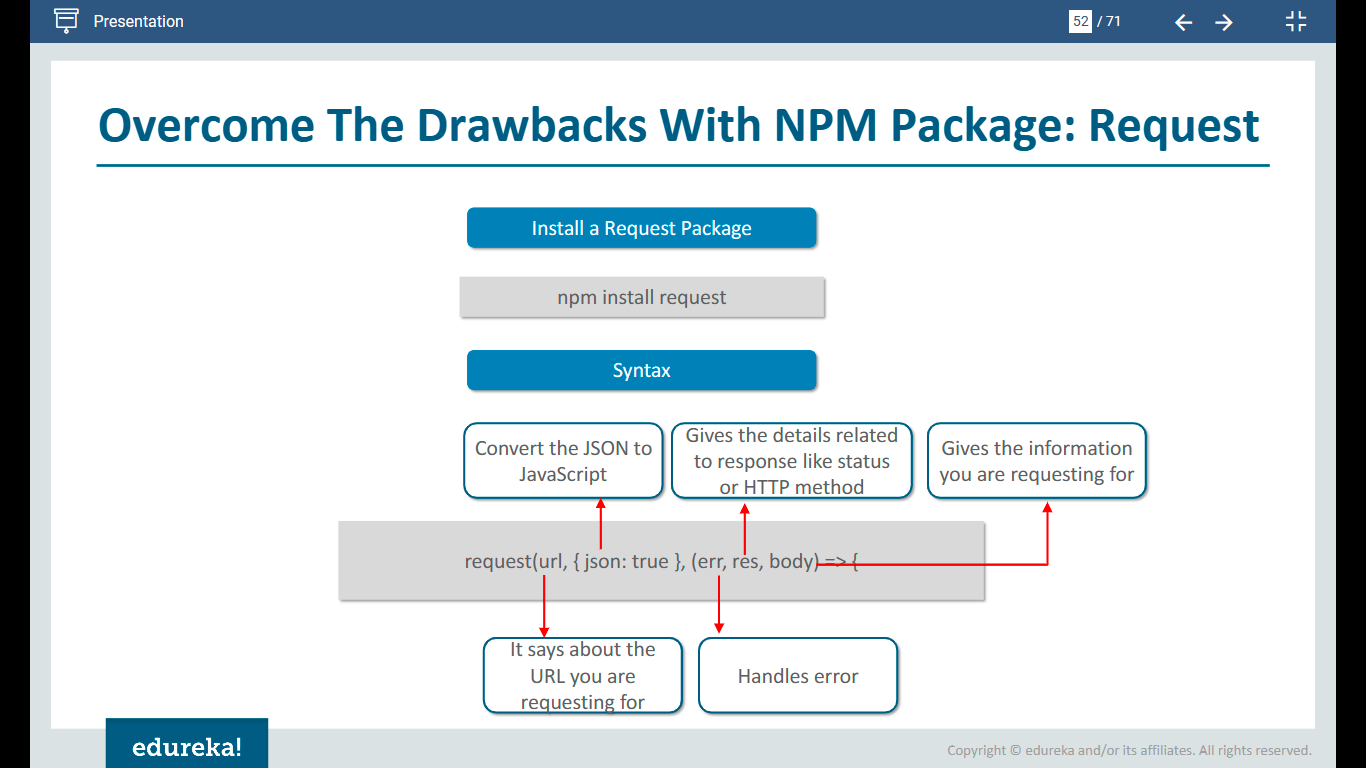 Presentation
52 / 71
Overcome The Drawbacks With NPM Package: Request
Install a Request Package
npm install request
Syntax
Convert the JSON to
JavaScript
Gives the details related
to response like status
or HTTP method
Gives the information
you are requesting for
request(url, { json: true }, (err, res, body) => {
It says about the
URL you are
requesting for
Handles error
edureka!
Copyright © edureka and/or its affiliates. All rights reserved.